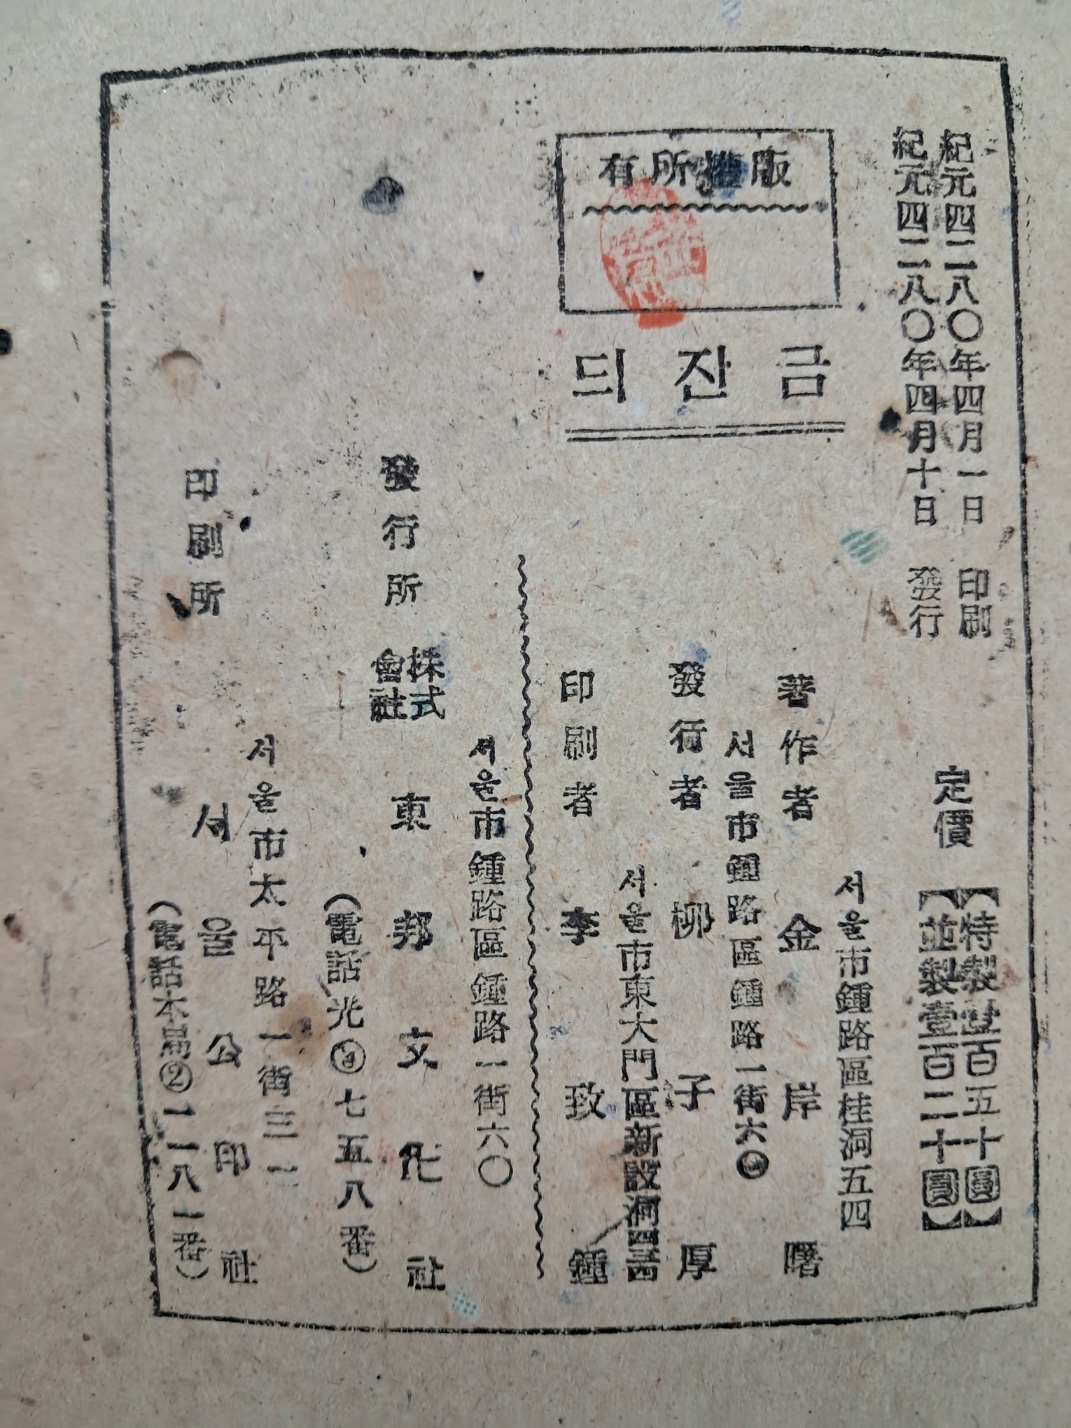 紀元四二八〇年四月一日 印刷
紀元四二八〇年四月十日 發行
定價
【特製壹百五十圓】
【並製壹百二十圓】
版權所有
금잔듸
서울市鍾路區桂洞五四
著作者 金岸曙
서울市鍾路區鍾路一街六〇
發行者 柳子厚
서울市東大門區新設洞
印刷者 李致鍾
서울市鍾路區鍾路一街六〇
發行所 株式會社 東邦文化社
(電話光 七五八番)
서울市太平路一街三一
印刷所 서울公印社
(電話本局②一一八一番)